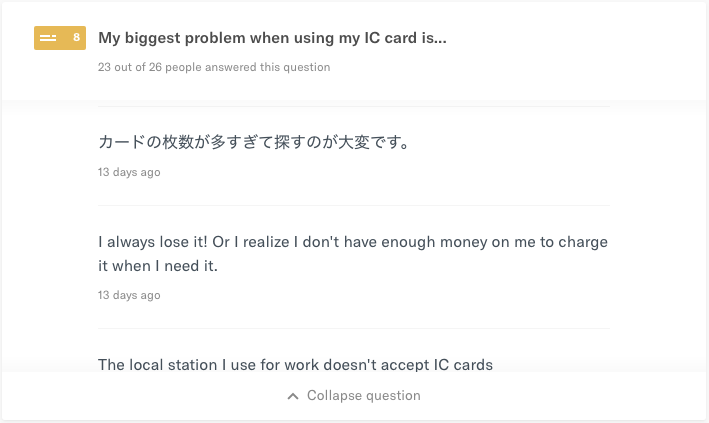 8
My biggest problem when using my IC card is...
23 out of 26 people answered this question
カードの枚数が多すぎて探すのが大変です。
13 days ago
I always lose it! Or I realize I don't have enough money on me to charge
it when I need it.
13 days ago
The local station I use for work doesn't accept IC cards
Collapse question